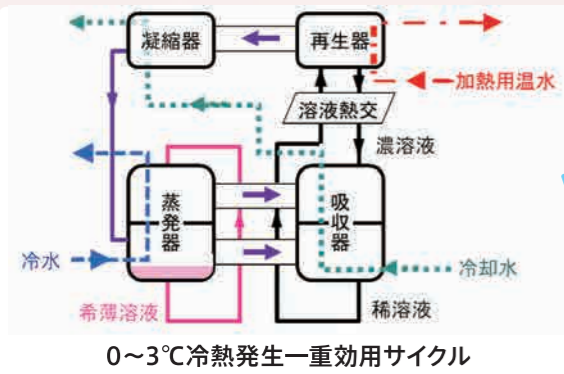 凝縮器
再生器
加熱用温水
溶液熱交
濃溶液
蒸発器
吸収器
冷水
冷却水
希薄溶液
稀溶液
0～3℃冷熱発生一重効用サイクル